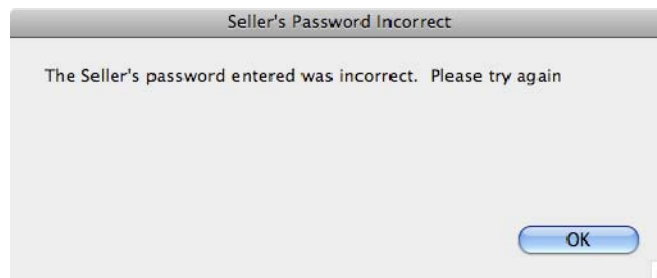 Seller's Password Incorrect
The Seller's password entered was incorrect.  Please try again
OK